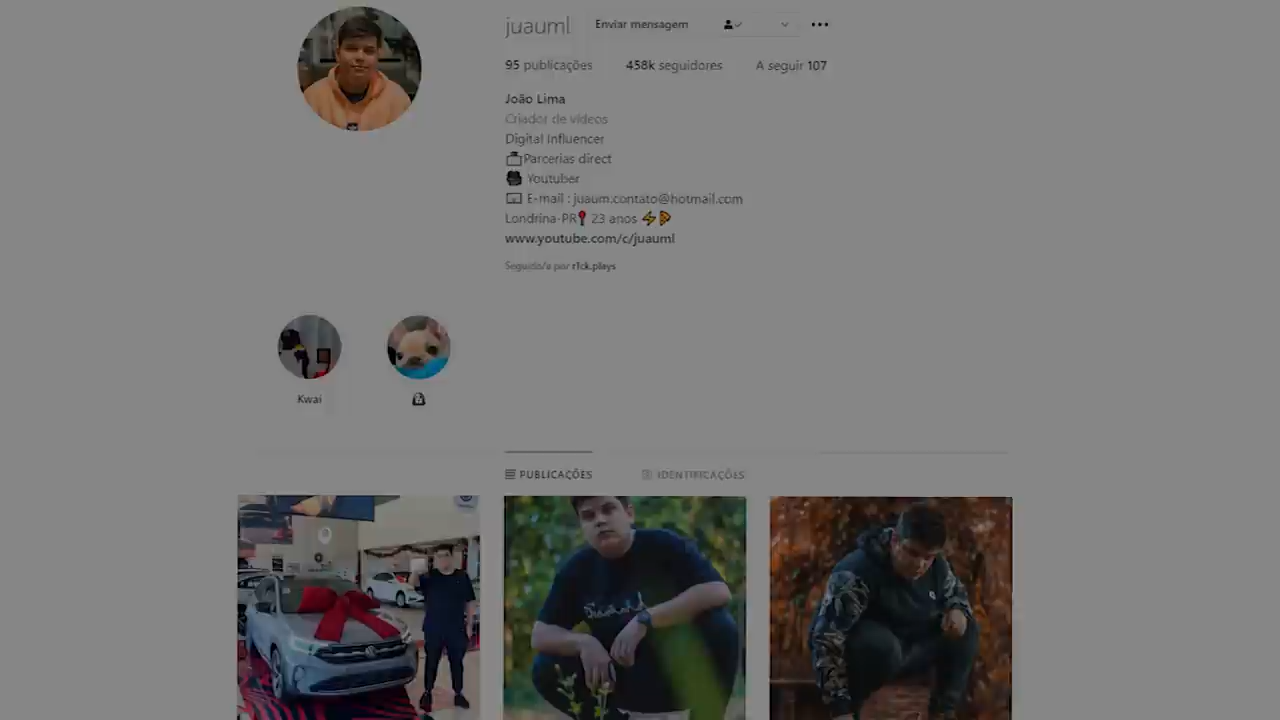 juauml Enviar mensagem
95 publicações 458k seguidores A seguir 107
João Lima
Criador de vídeos
Digital Influencer
Parcerias direct
Youtuber
E-mail : juaum.contato@hotmail.com
Londrina-PR 23 anos
www.youtube.com/c/juauml
Seguido/a por r1ck.plays
Kwai
PUBLICAÇÕES IDENTIFICAÇÕES